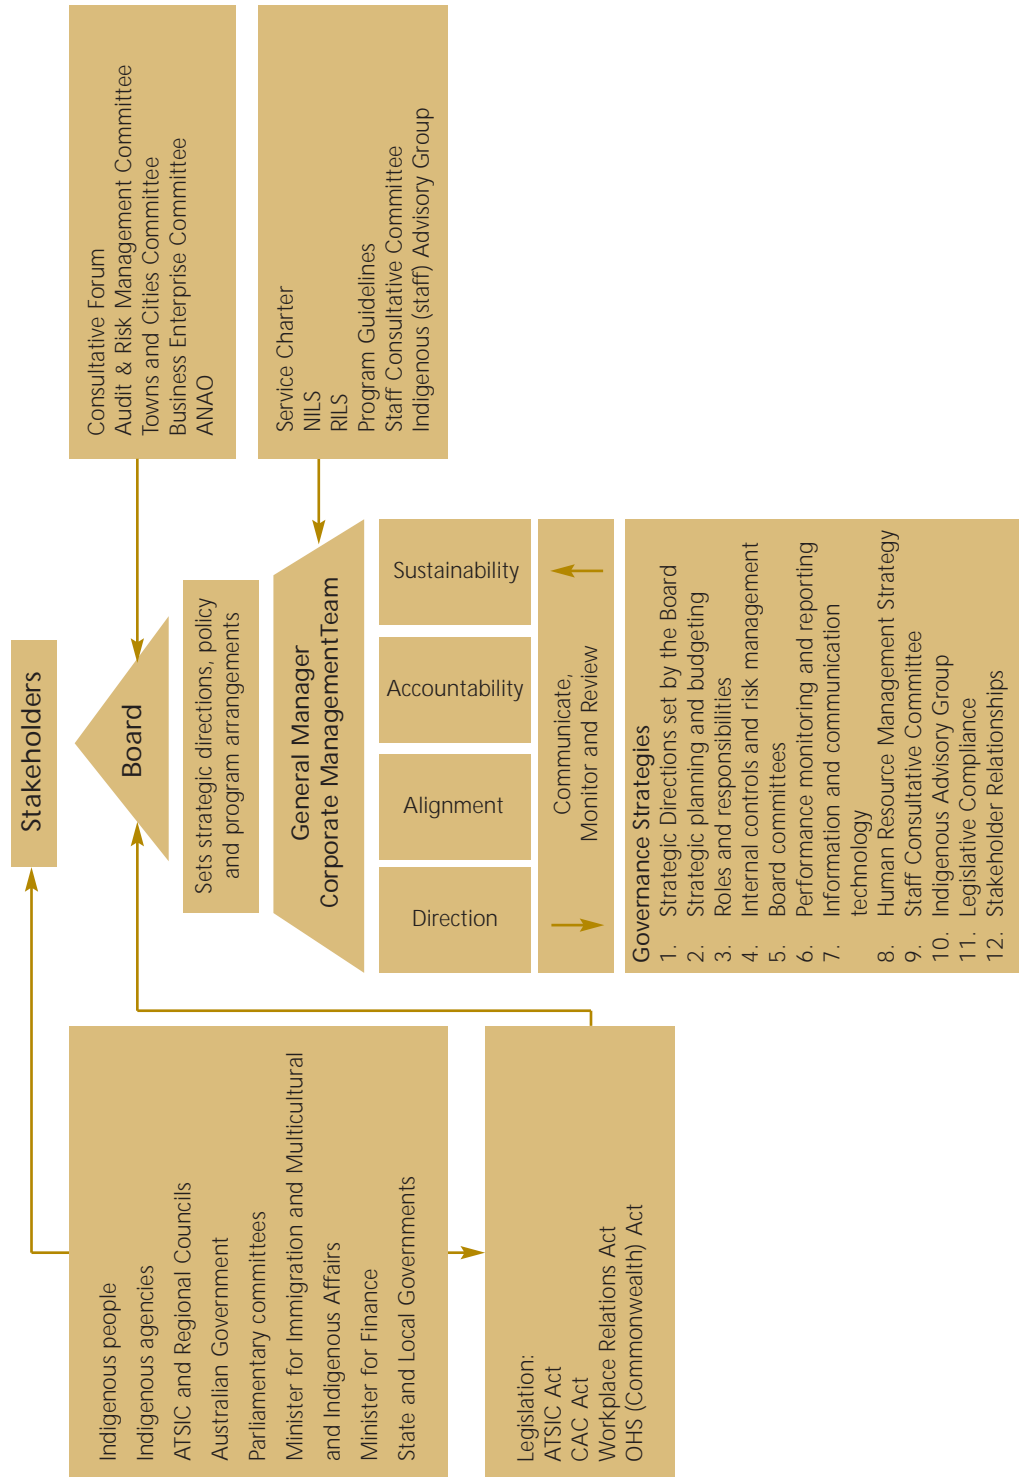 Stakeholders
Indigenous people
Indigenous agencies
ATSIC and Regional Councils
Australian Government
Parliamentary committees
Minister for Immigration and Multicultural
and Indigenous Affairs
Minister for Finance
State and Local Governments
Legislation:
ATSIC Act
CAC Act
Workplace Relations Act
OHS (Commonwealth) Act
Board
Sets strategic directions, policy
and program arrangements
General Manager
Corporate ManagementTeam
Direction
Alignment
Accountability
Sustainability
Communicate,
Monitor and Review
Governance Strategies
1. Strategic Directions set by the Board
2. Strategic planning and budgeting
3. Roles and responsibilities
4. Internal controls and risk management
5. Board committees
6. Performance monitoring and reporting
7. Information and communication
technology
8. Human Resource Management Strategy
9. Staff Consultative Committee
10. Indigenous Advisory Group
11. Legislative Compliance
12. Stakeholder Relationships
Consultative Forum
Audit & Risk Management Committee
Towns and Cities Committee
Business Enterprise Committee
ANAO
Service Charter
NILS
RILS
Program Guidelines
Staff Consultative Committee
Indigenous (staff) Advisory Group